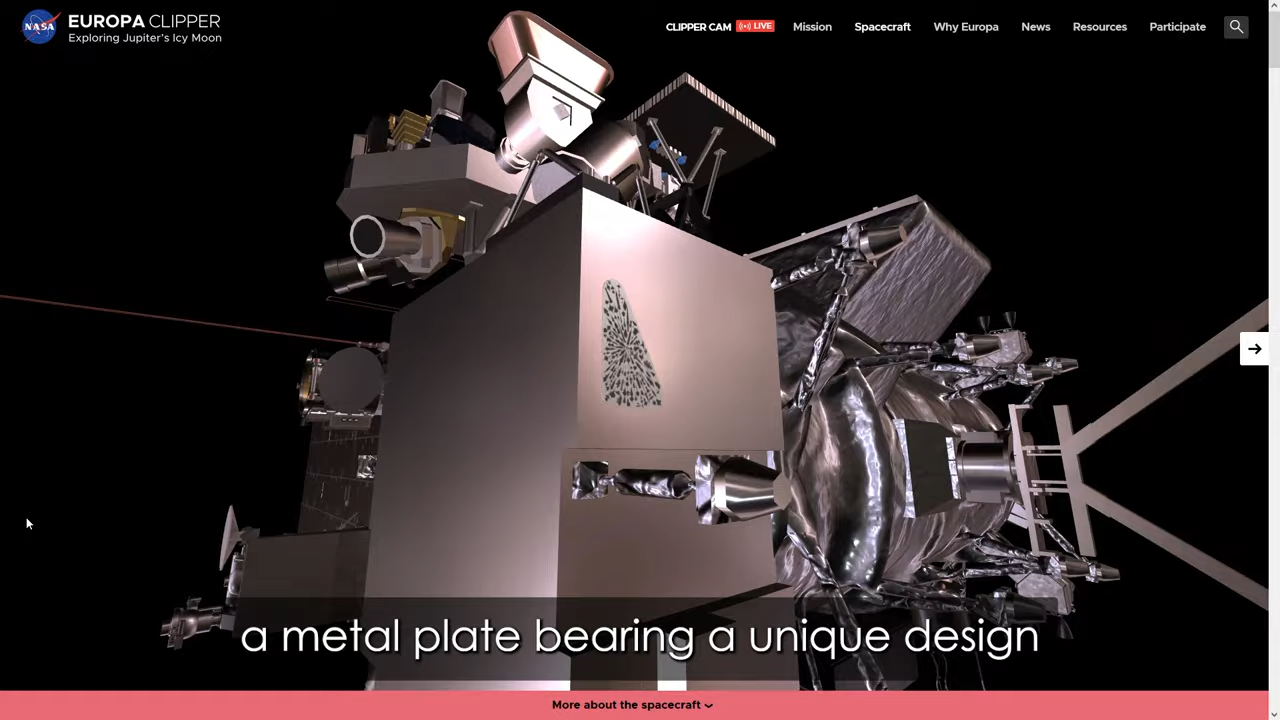 NASA
EUROPA CLIPPER
Exploring Jupiter's Icy Moon
CLIPPER CAM LIVE Mission Spacecraft Why Europa News Resources Participate
a metal plate bearing a unique design
More about the spacecraft